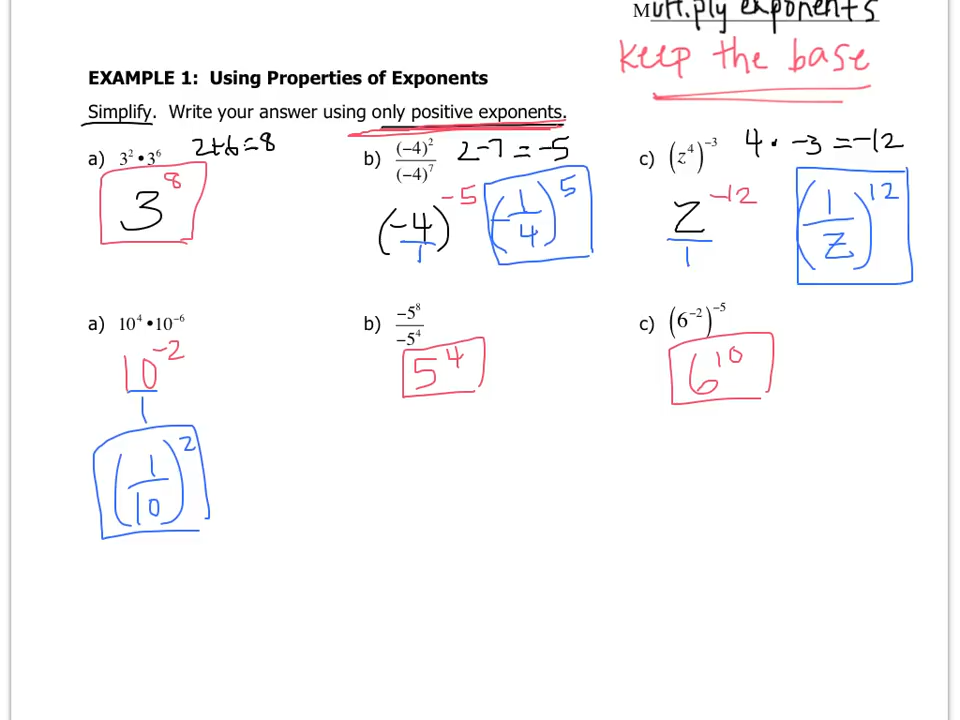 Multiply exponents
keep the base
EXAMPLE 1: Using Properties of Exponents
Simplify. Write your answer using only positive exponents.
a) 3² • 3⁶ 2+6=8 b) (−4)²/(−4)⁷ 2-7=-5 c) (z⁴)⁻³ 4 · -3 = -12
3⁸ (-4/1)⁻⁵ (-1/4)⁵ z⁻¹²/1 (1/z)¹²
a) 10⁴ • 10⁻⁶ b) −5⁸/−5⁴ c) (6⁻²)⁻⁵
10⁻²/1 5⁴ 6¹⁰
(1/10)²